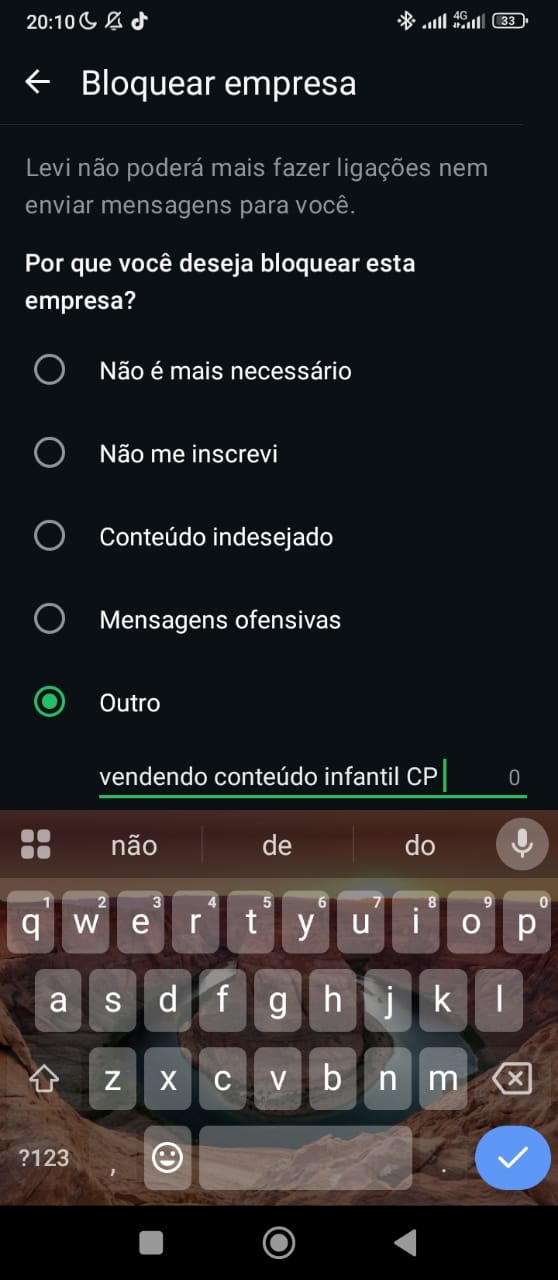 20:10 4G 33
Bloquear empresa
Levi não poderá mais fazer ligações nem
enviar mensagens para você.
Por que você deseja bloquear esta
empresa?
Não é mais necessário
Não me inscrevi
Conteúdo indesejado
Mensagens ofensivas
Outro
vendendo conteúdo infantil CP 0
não de do
1 2 3 4 5 6 7 8 9 0
q w e r t y u i o p
a s d f g h j k l
z x c v b n m
?123 , .